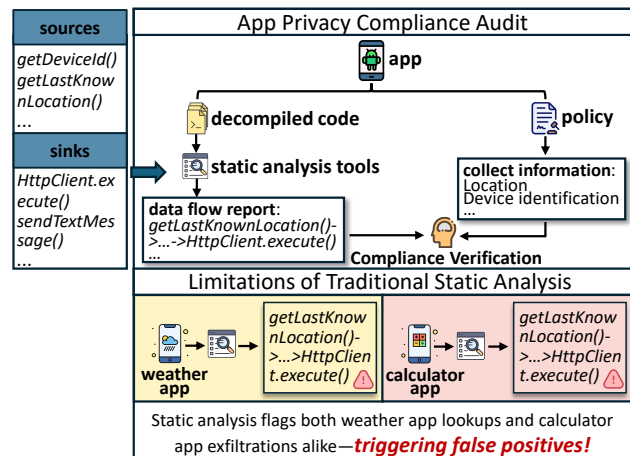 sources
getDeviceId()
getLastKnow
nLocation()
...
sinks
HttpClient.ex
ecute()
sendTextMes
sage()
...
App Privacy Compliance Audit
app
decompiled code
policy
static analysis tools
collect information:
Location
Device identification
...
data flow report:
getLastKnownLocation()-
>...->HttpClient.execute()
...
Compliance Verification
Limitations of Traditional Static Analysis
weather
app
getLastKnow
nLocation()-
>...>HttpClien
t.execute()
calculator
app
getLastKnow
nLocation()-
>...>HttpClien
t.execute()
Static analysis flags both weather app lookups and calculator
app exfiltrations alike—triggering false positives!